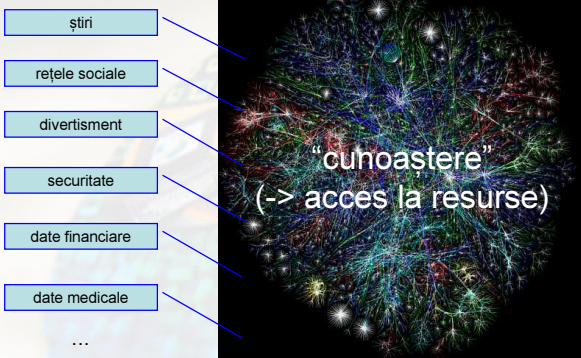 știri
rețele sociale
divertisment
securitate
date financiare
date medicale
…
“cunoaștere”
(-> acces la resurse)